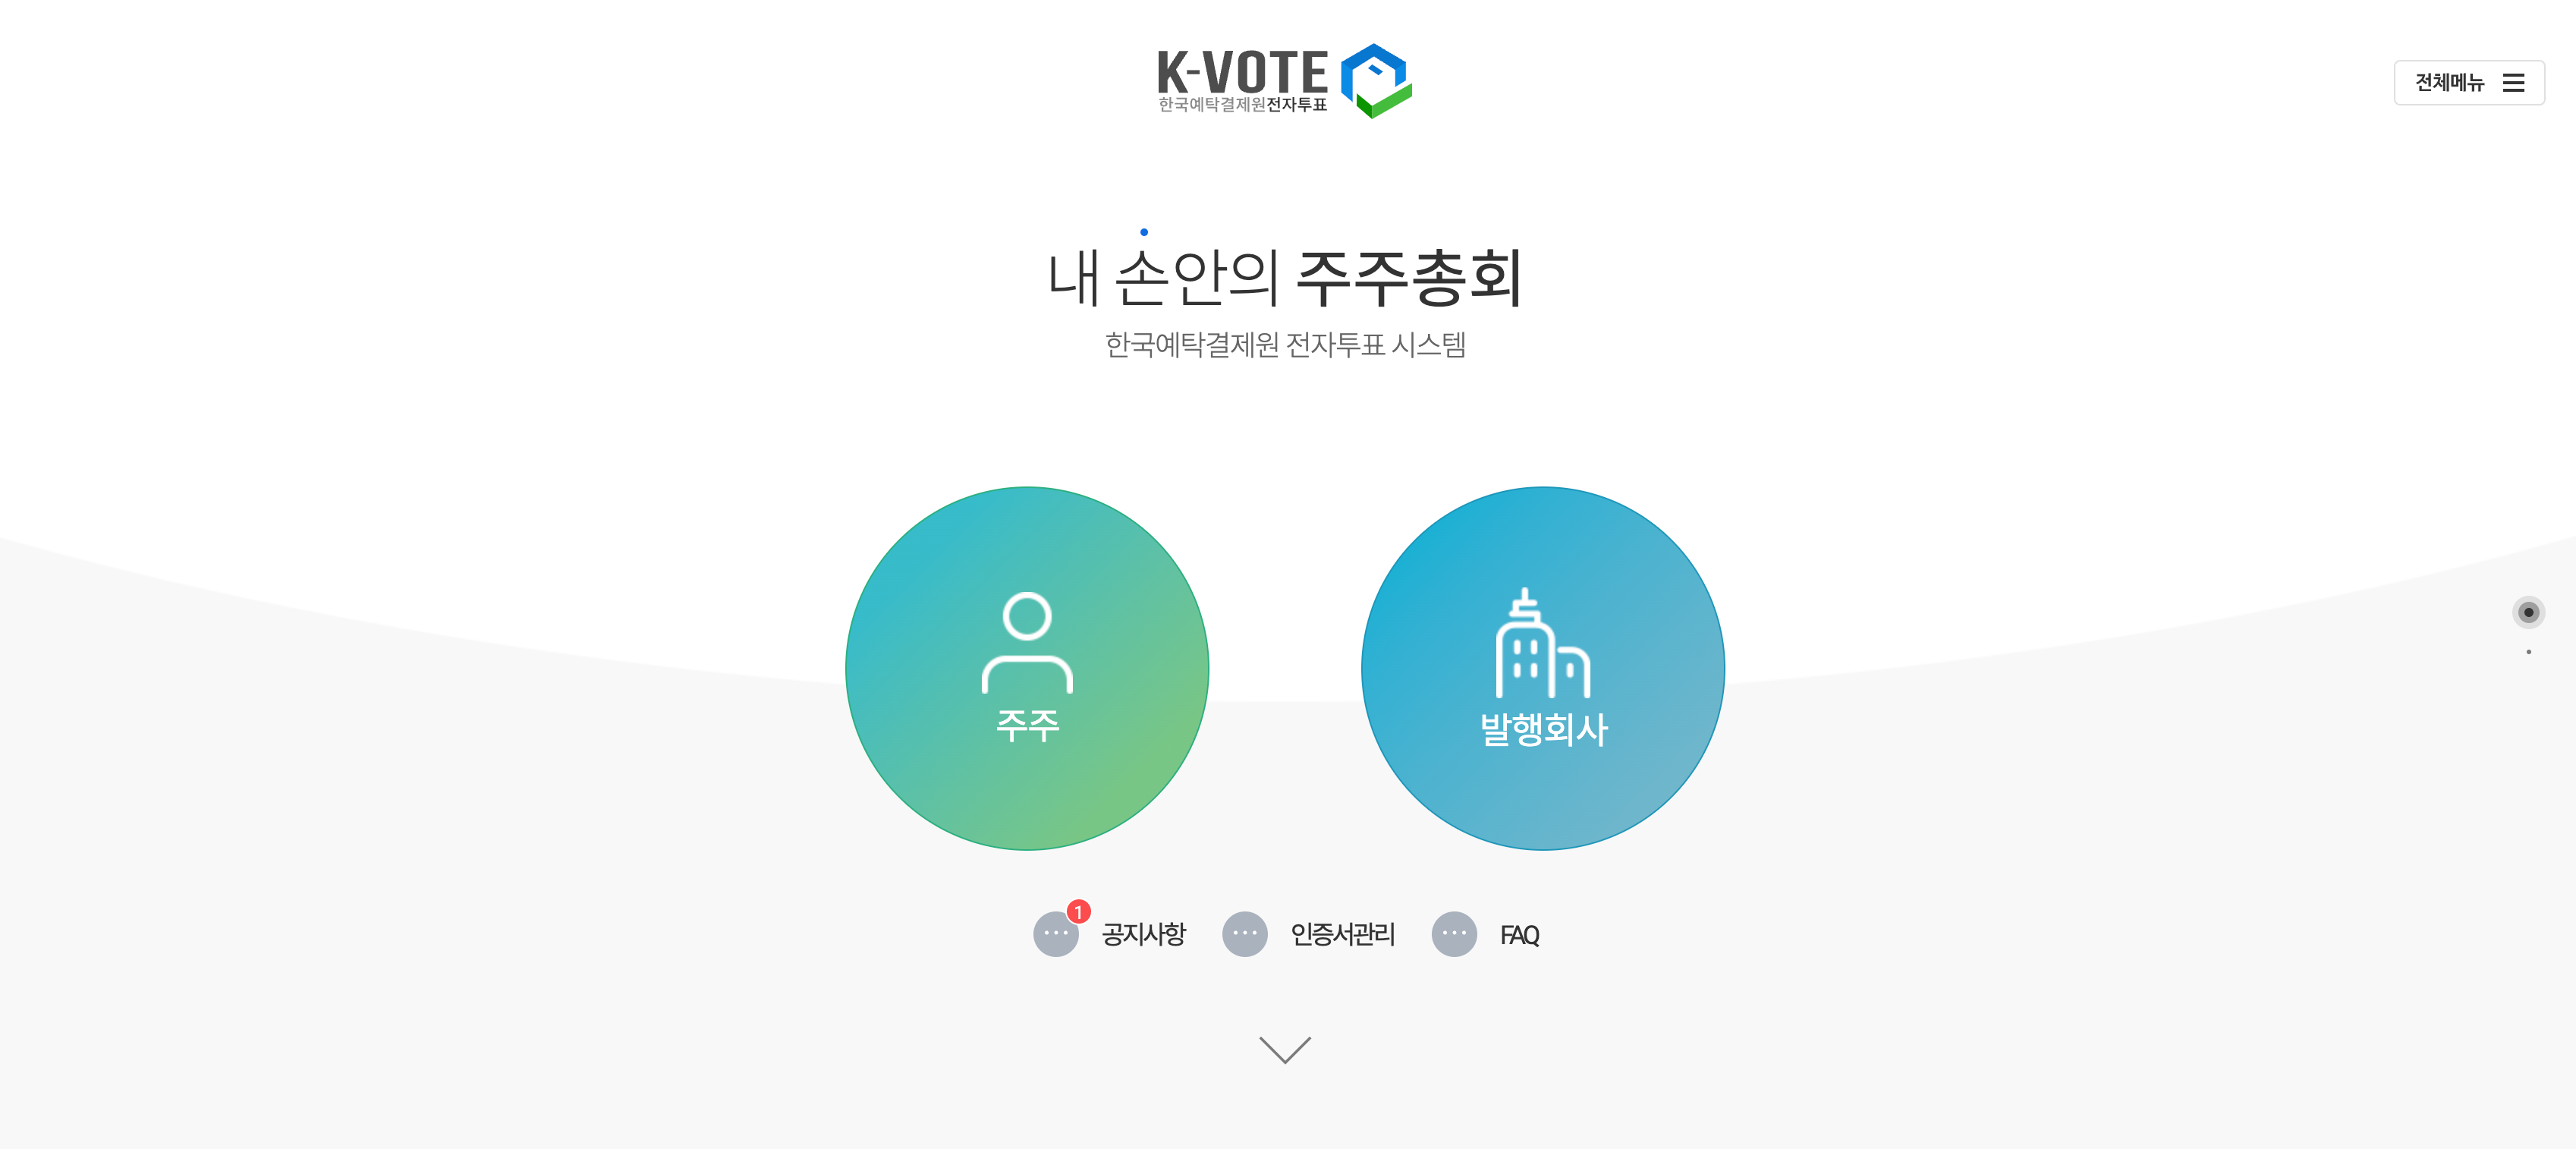 K-VOTE
한국예탁결제원전자투표
전체메뉴
내 손안의 주주총회
한국예탁결제원 전자투표 시스템
주주
발행회사
1
공지사항
인증서관리
FAQ